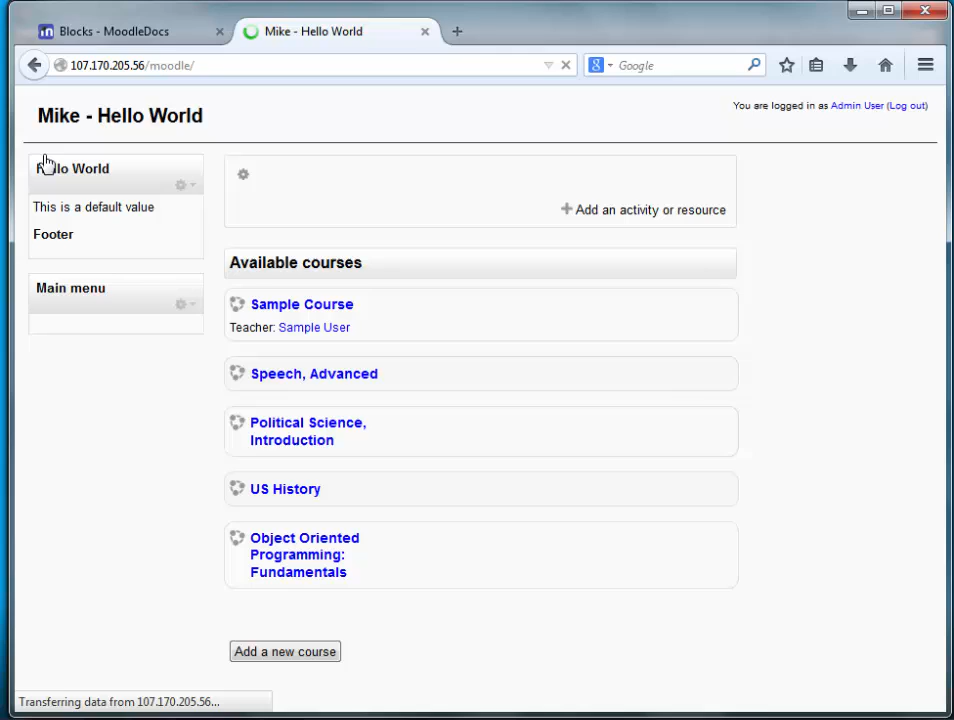 Blocks - MoodleDocs
Mike - Hello World
107.170.205.56/moodle/
Google
Mike - Hello World
You are logged in as Admin User (Log out)
World
This is a default value
Footer
Main menu
Add an activity or resource
Available courses
Sample Course
Teacher: Sample User
Speech, Advanced
Political Science,
Introduction
US History
Object Oriented
Programming:
Fundamentals
Add a new course
Transferring data from 107.170.205.56...